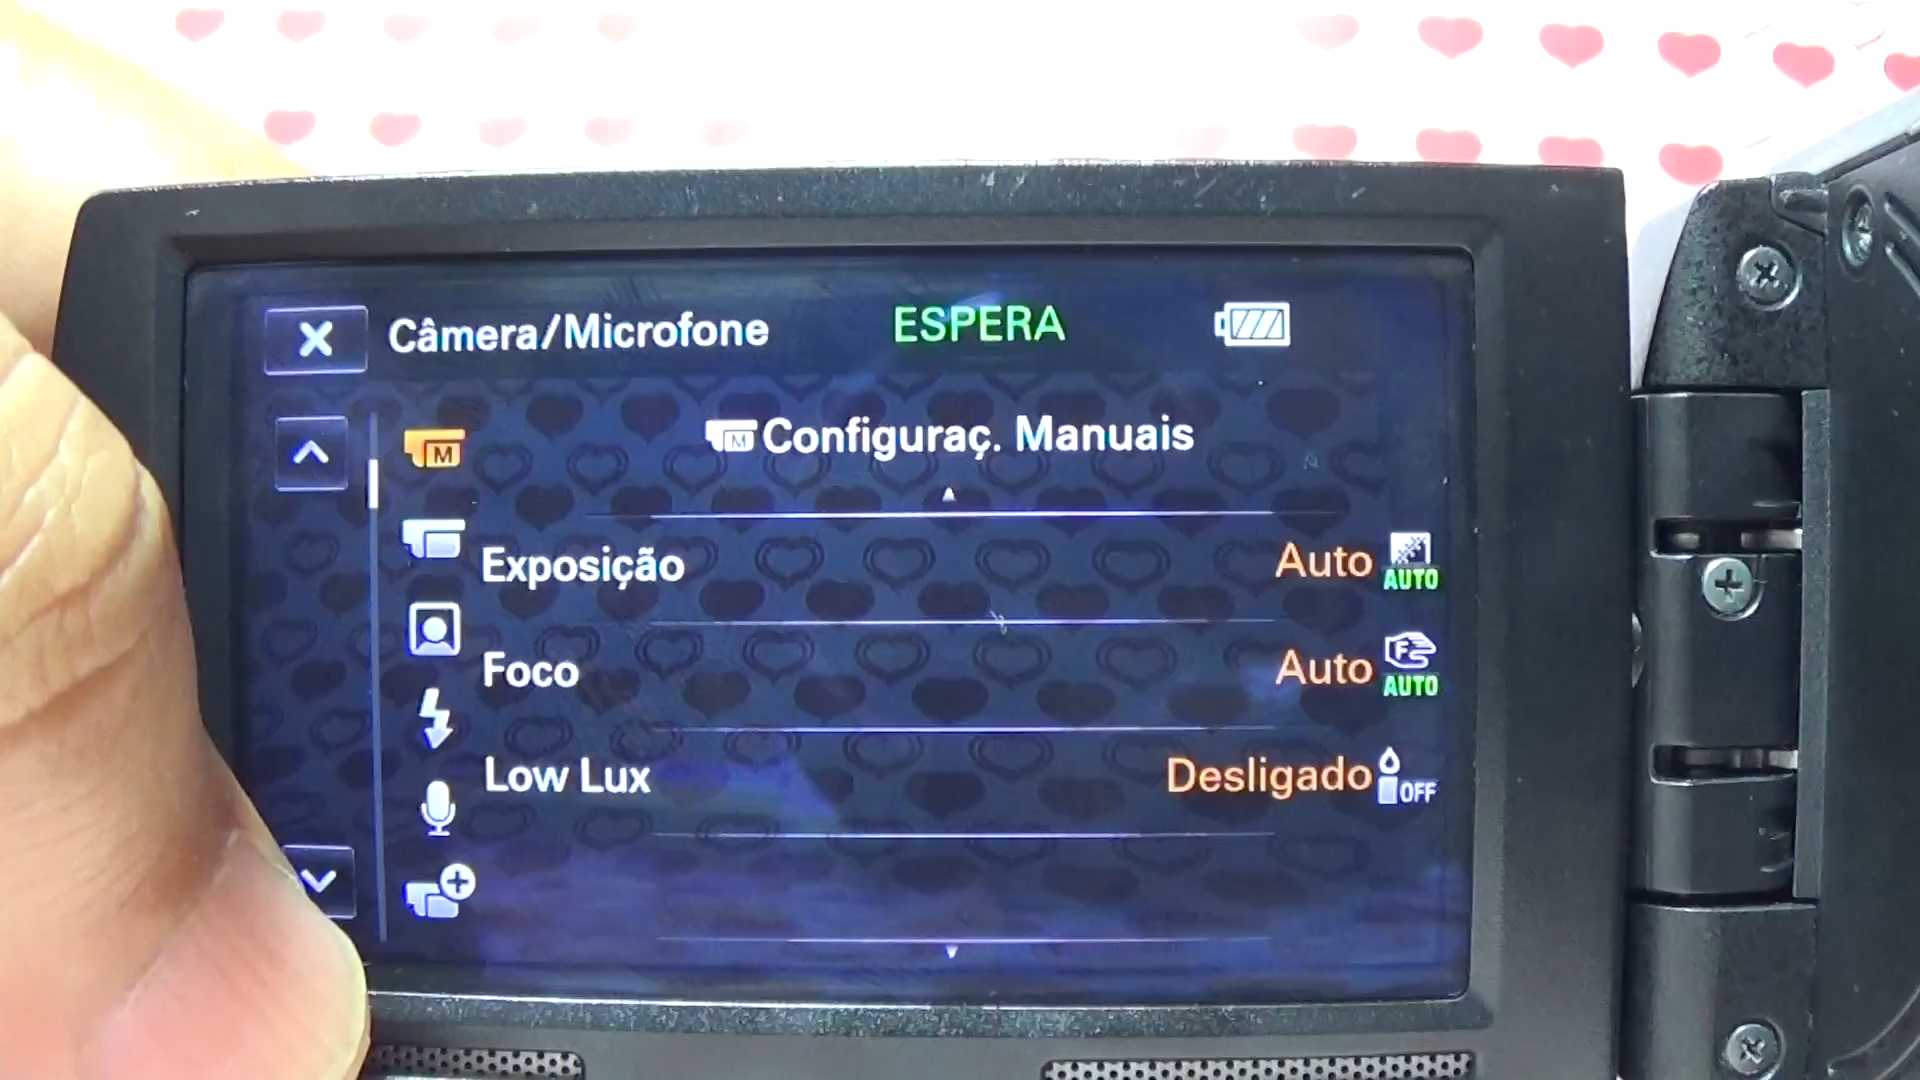 Câmera/Microfone ESPERA
M Configuraç. Manuais
M
Exposição Auto AUTO
Foco Auto F AUTO
Low Lux Desligado OFF